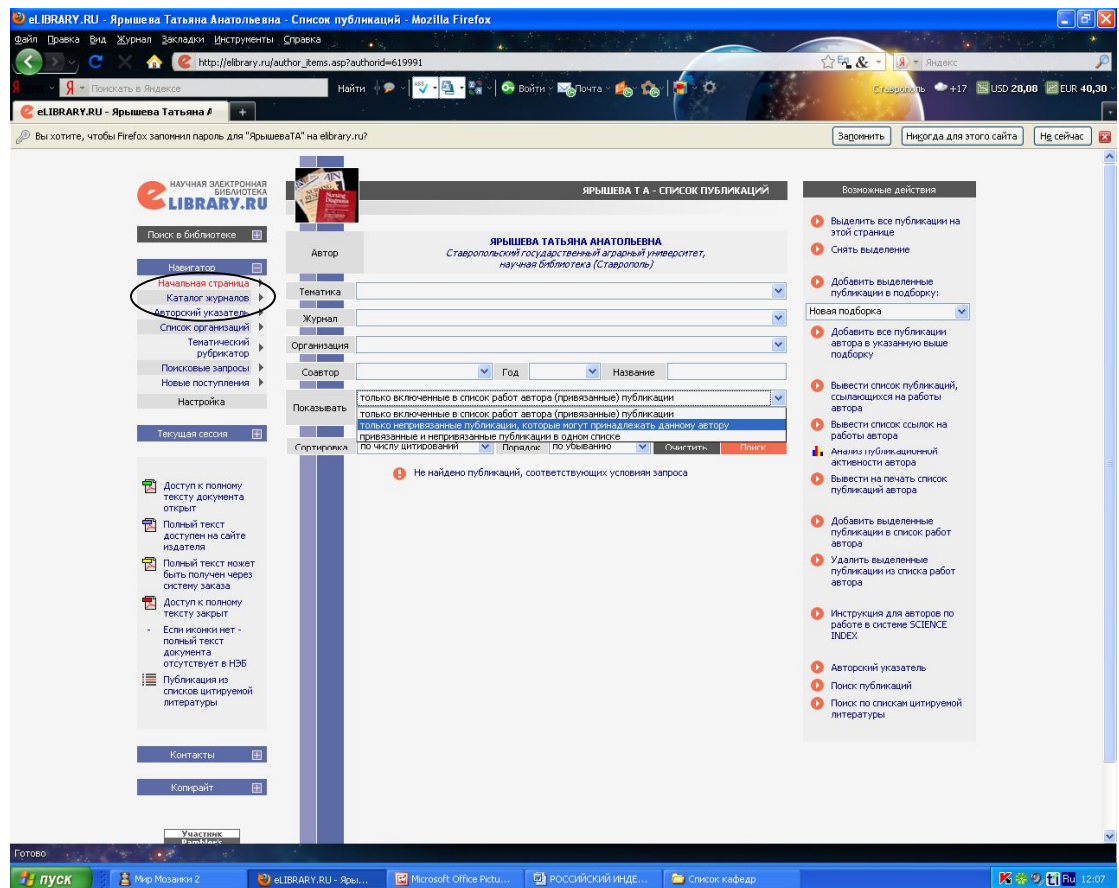 eLIBRARY.RU - Ярышева Татьяна Анатольевна - Список публикаций - Mozilla Firefox
Файл Правка Вид Журнал Закладки Инструменты Справка
http://elibrary.ru/author_items.asp?authorid=619991
Яндекс
Поискать в Яндексе
Найти
Войти
Почта
Ставрополь +17 USD 28,08 EUR 40,30
eLIBRARY.RU - Ярышева Татьяна А
Вы хотите, чтобы Firefox запомнил пароль для "ЯрышеваТА" на elibrary.ru?
Запомнить
Никогда для этого сайта
Не сейчас
НАУЧНАЯ ЭЛЕКТРОННАЯ
БИБЛИОТЕКА
LIBRARY.RU
Поиск в библиотеке
Навигатор
Начальная страница
Каталог журналов
Авторский указатель
Список организаций
Тематический
рубрикатор
Поисковые запросы
Новые поступления
Настройка
Текущая сессия
Доступ к полному
тексту документа
открыт
Полный текст
доступен на сайте
издателя
Полный текст может
быть получен через
систему заказа
Доступ к полному
тексту закрыт
- Если иконки нет -
полный текст
документа
отсутствует в НЭБ
Публикация из
списков цитируемой
литературы
Контакты
Копирайт
Участник
Rambler's
AJN
Nursing
Diagnosis
ЯРЫШЕВА Т А - СПИСОК ПУБЛИКАЦИЙ
Автор
ЯРЫШЕВА ТАТЬЯНА АНАТОЛЬЕВНА
Ставропольский государственный аграрный университет,
научная библиотека (Ставрополь)
Тематика
Журнал
Организация
Соавтор
Год
Название
Показывать
только включенные в список работ автора (привязанные) публикации
только включенные в список работ автора (привязанные) публикации
только непривязанные публикации, которые могут принадлежать данному автору
привязанные и непривязанные публикации в одном списке
Сортировка
по числу цитирований
Порядок
по убыванию
Очистить
Поиск
Не найдено публикаций, соответствующих условиям запроса
Возможные действия
Выделить все публикации на
этой странице
Снять выделение
Добавить выделенные
публикации в подборку:
Новая подборка
Добавить все публикации
автора в указанную выше
подборку
Вывести список публикаций,
ссылающихся на работы
автора
Вывести список ссылок на
работы автора
Анализ публикационной
активности автора
Вывести на печать список
публикаций автора
Добавить выделенные
публикации в список работ
автора
Удалить выделенные
публикации из списка работ
автора
Инструкция для авторов по
работе в системе SCIENCE
INDEX
Авторский указатель
Поиск публикаций
Поиск по спискам цитируемой
литературы
Готово
пуск
Мир Мозаики 2
eLIBRARY.RU - Яры...
Microsoft Office Pictu...
РОССИЙСКИЙ ИНДЕ...
Список кафедр
Ru
12:07